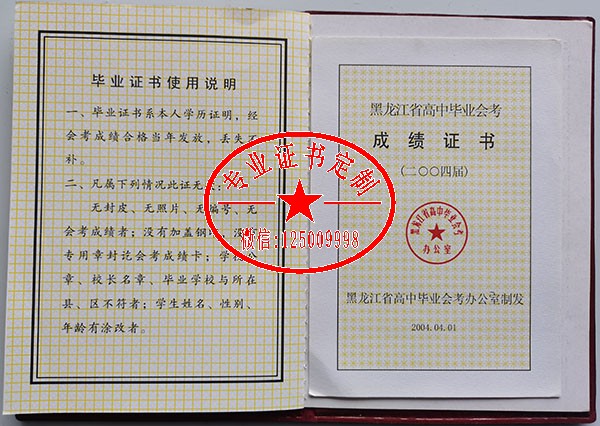 毕业证书使用说明
一、毕业证书系本人学历证明，经
会考成绩合格当年发放，丢失不
补。
二、凡属下列情况此证无
无封皮、无照片、无编号、无
会考成绩者；没有加盖钢
专用章封讫会考成绩卡；学校公
章、校长名章、毕业学校与所在
县、区不符者；学生姓名、性别、
年龄有涂改者。
专业证书定制
微信:125009998
黑龙江省高中毕业会考
成绩证书
(二〇〇四届)
黑龙江省高中毕业会考
办公室
黑龙江省高中毕业会考办公室制发
2004.04.01